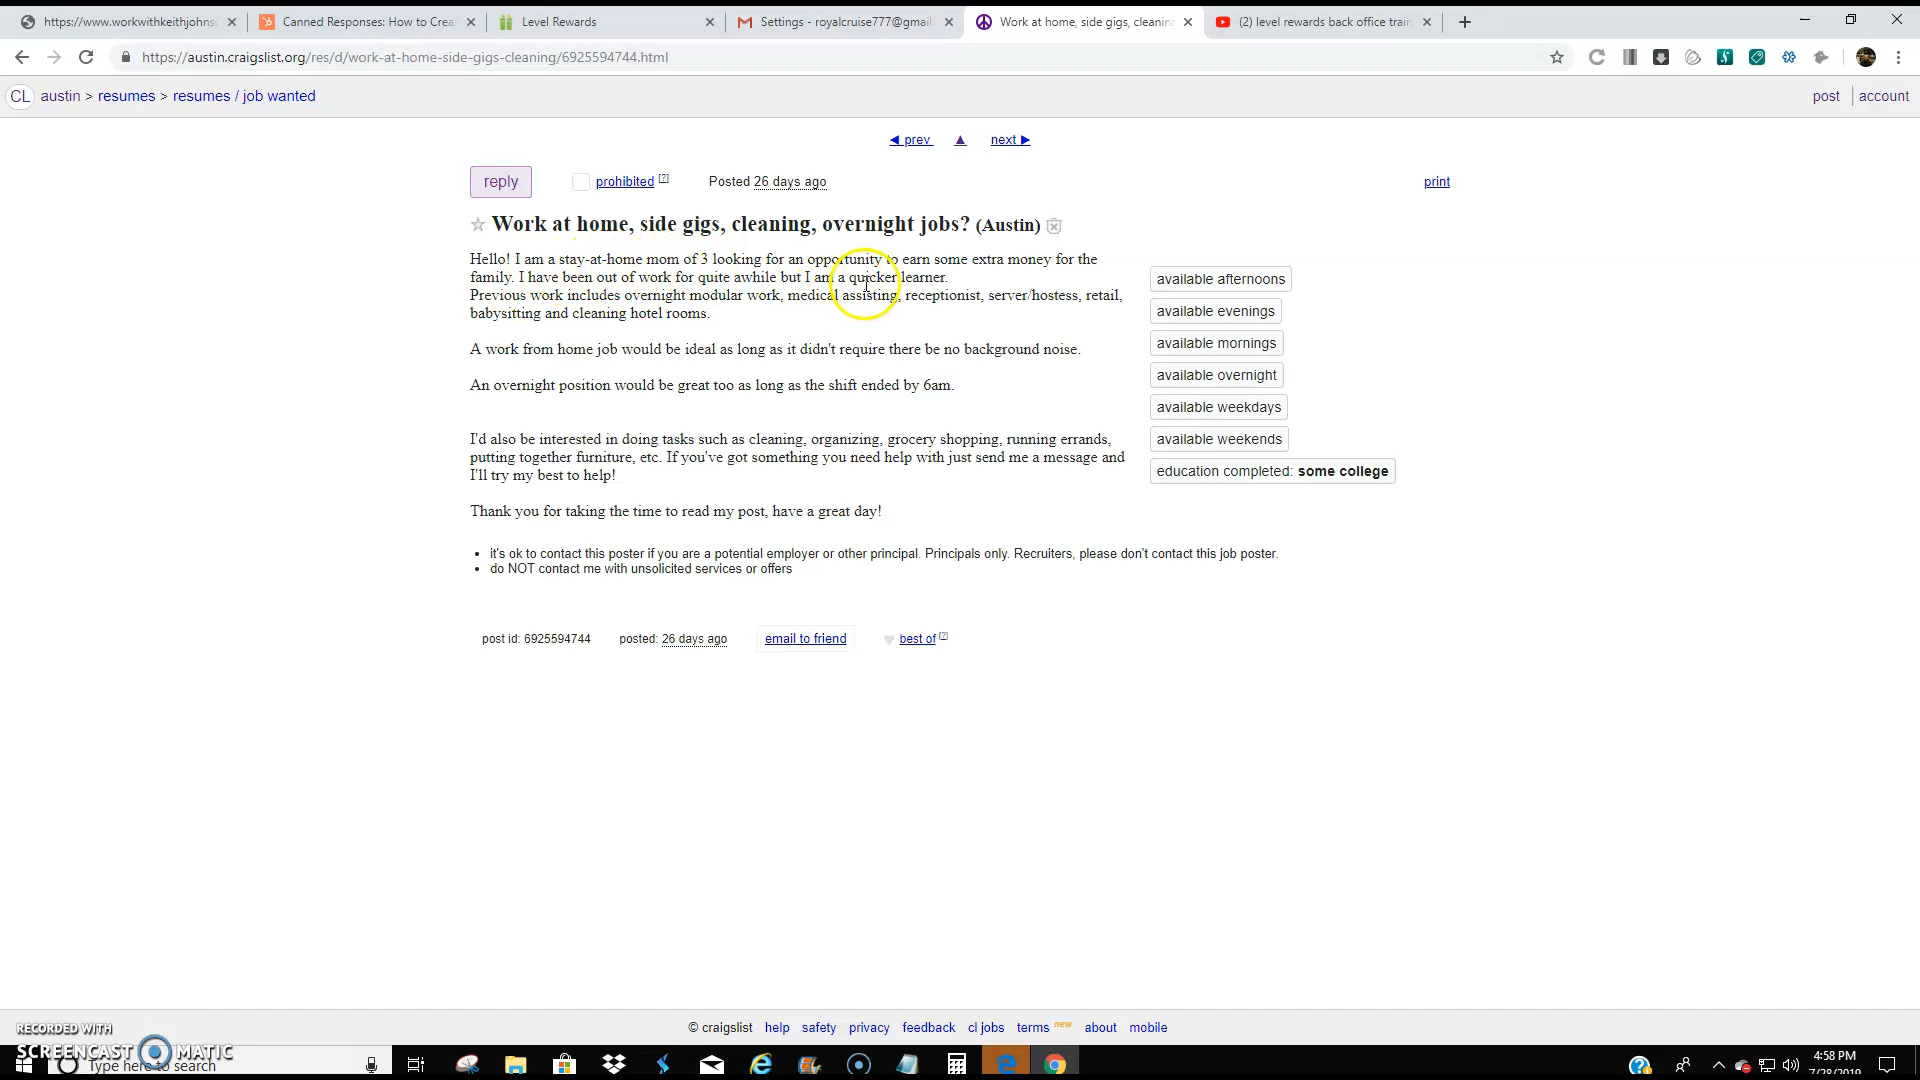 https://www.workwithkeithjohns
Canned Responses: How to Crea
Level Rewards
Settings - royalcruise777@gmail
Work at home, side gigs, cleaning
(2) level rewards back office train
https://austin.craigslist.org/res/d/work-at-home-side-gigs-cleaning/6925594744.html
CL austin > resumes > resumes / job wanted
post account
◄ prev ▲ next ►
reply prohibited [?] Posted 26 days ago print
Work at home, side gigs, cleaning, overnight jobs? (Austin)
Hello! I am a stay-at-home mom of 3 looking for an opportunity to earn some extra money for the
family. I have been out of work for quite awhile but I am a quicker learner.
Previous work includes overnight modular work, medical assisting, receptionist, server/hostess, retail,
babysitting and cleaning hotel rooms.
A work from home job would be ideal as long as it didn't require there be no background noise.
An overnight position would be great too as long as the shift ended by 6am.
I'd also be interested in doing tasks such as cleaning, organizing, grocery shopping, running errands,
putting together furniture, etc. If you've got something you need help with just send me a message and
I'll try my best to help!
Thank you for taking the time to read my post, have a great day!
available afternoons
available evenings
available mornings
available overnight
available weekdays
available weekends
education completed: some college
it's ok to contact this poster if you are a potential employer or other principal. Principals only. Recruiters, please don't contact this job poster.
do NOT contact me with unsolicited services or offers
post id: 6925594744 posted: 26 days ago email to friend best of [?]
© craigslist help safety privacy feedback cl jobs terms new about mobile
RECORDED WITH
SCREENCAST MATIC
Type here to search
4:58 PM
7/28/2019